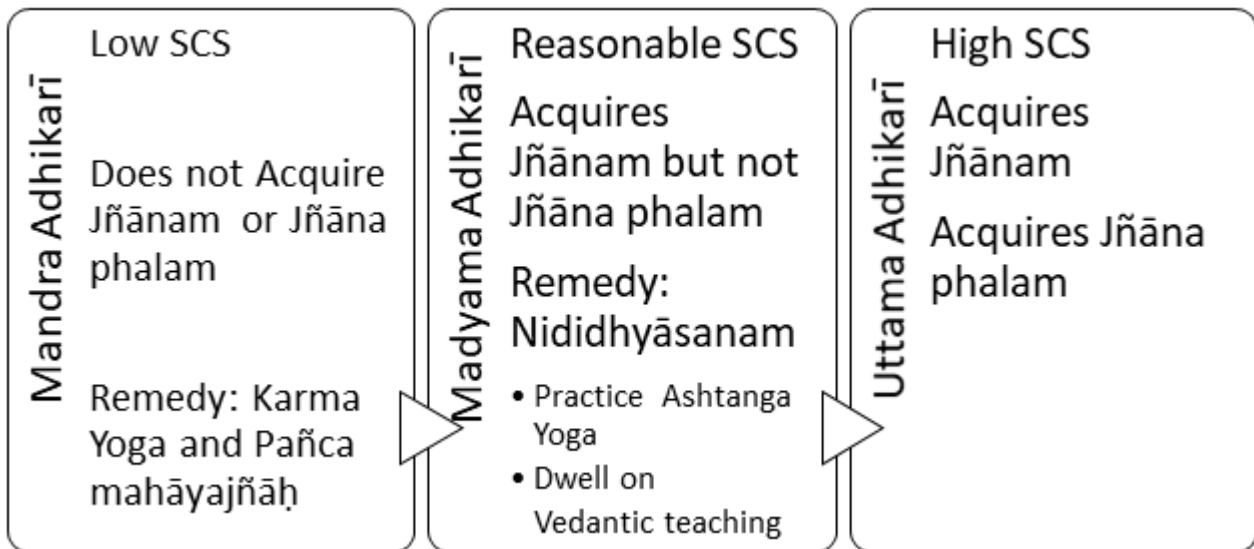 Mandra Adhikarī
Low SCS
Does not Acquire
Jñānam or Jñāna
phalam
Remedy: Karma
Yoga and Pañca
mahāyajñāḥ
Madyama Adhikarī
Reasonable SCS
Acquires
Jñānam but not
Jñāna phalam
Remedy:
Nididhyāsanam
• Practice Ashtanga
Yoga
• Dwell on
Vedantic teaching
Uttama Adhikarī
High SCS
Acquires
Jñānam
Acquires Jñāna
phalam